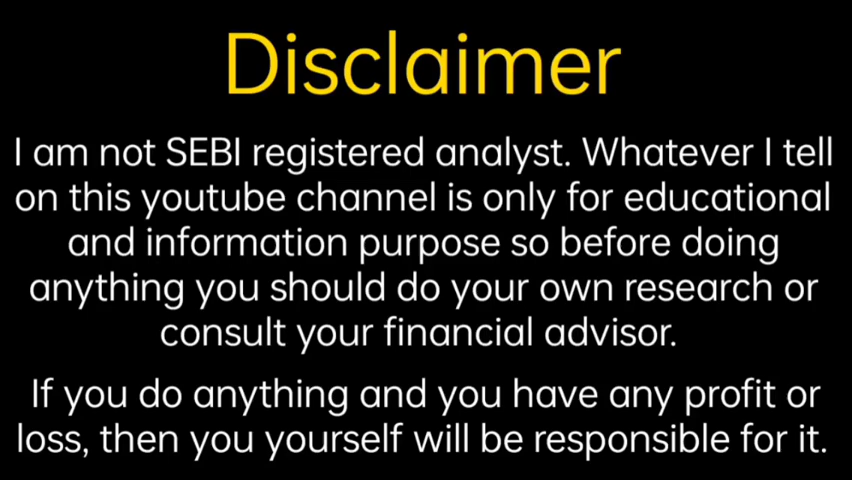 Disclaimer
I am not SEBI registered analyst. Whatever I tell
on this youtube channel is only for educational
and information purpose so before doing
anything you should do your own research or
consult your financial advisor.
If you do anything and you have any profit or
loss, then you yourself will be responsible for it.